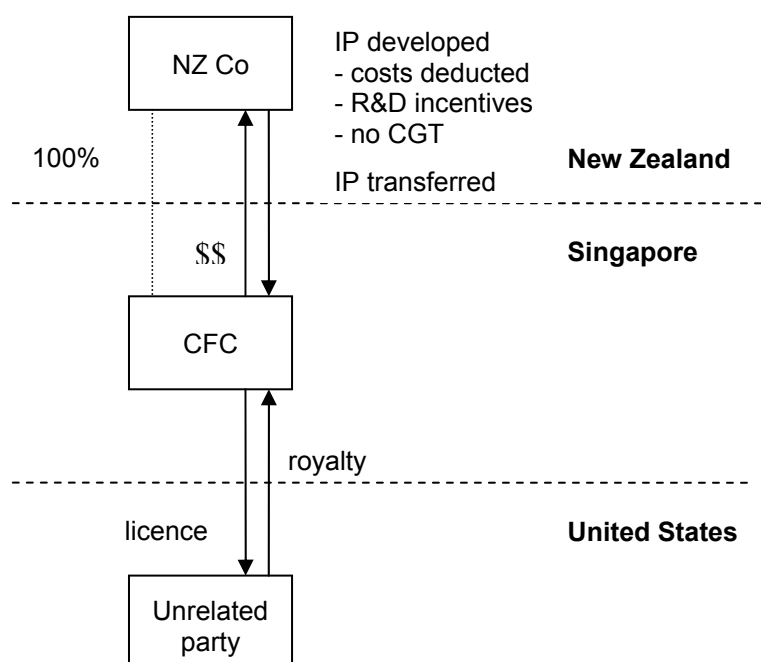 NZ Co
IP developed
- costs deducted
- R&D incentives
- no CGT
100%
New Zealand
IP transferred
$$
Singapore
CFC
royalty
licence
United States
Unrelated
party